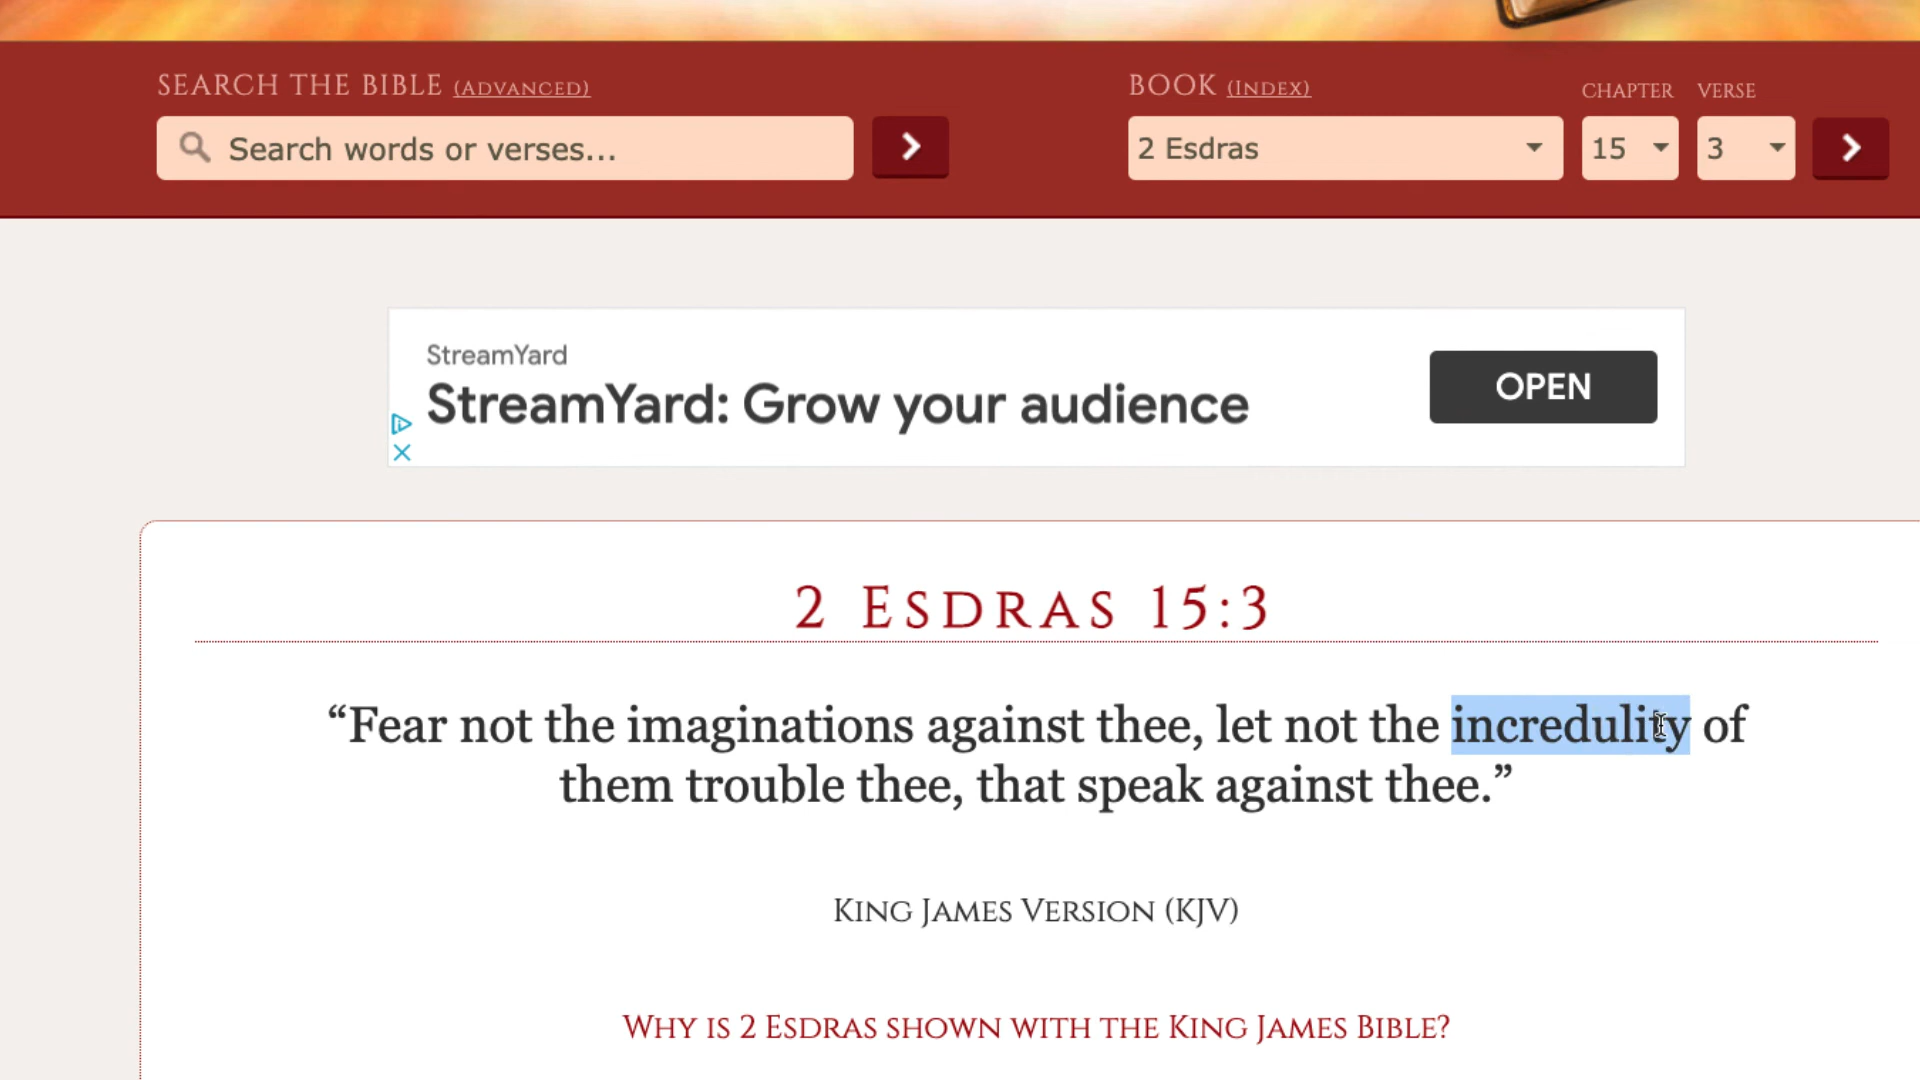 SEARCH THE BIBLE (ADVANCED)
BOOK (INDEX)
CHAPTER
VERSE
Search words or verses...
2 Esdras
15
3
StreamYard
StreamYard: Grow your audience
OPEN
2 ESDRAS 15:3
“Fear not the imaginations against thee, let not the incredulity of
them trouble thee, that speak against thee.”
KING JAMES VERSION (KJV)
WHY IS 2 ESDRAS SHOWN WITH THE KING JAMES BIBLE?